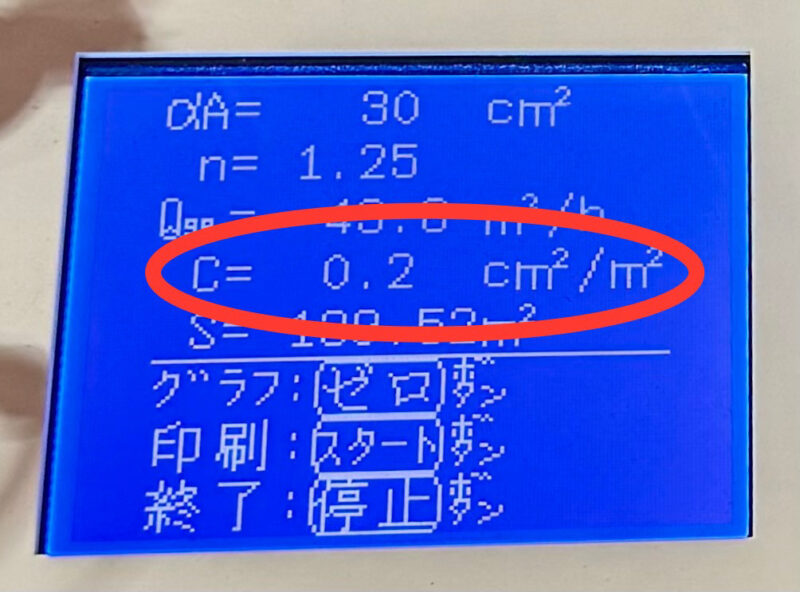 αA= 30 cm²
n= 1.25
C= 0.2 cm²/m²
グラフ:(ゼロ)ボタン
印刷:(スタート)ボタン
終了:(停止)ボタン